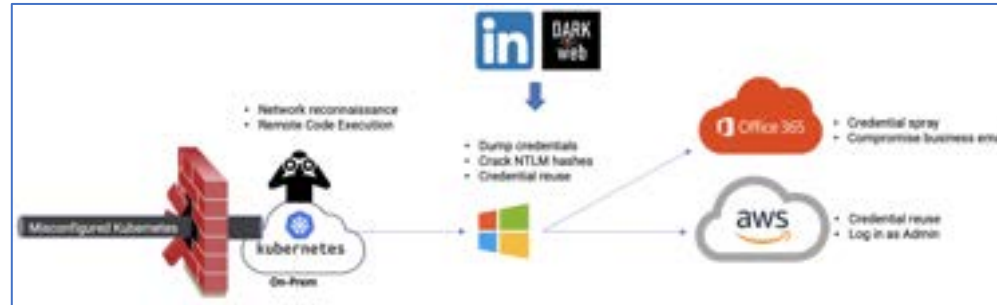 in
DARK
web
Network reconnaissance
Remote Code Execution
Misconfigured Kubernetes
kubernetes
On-Prem
Dump credentials
Crack NTLM hashes
Credential reuse
Office 365
Credential spray
Compromise business
aws
Credential reuse
Log in as Admin